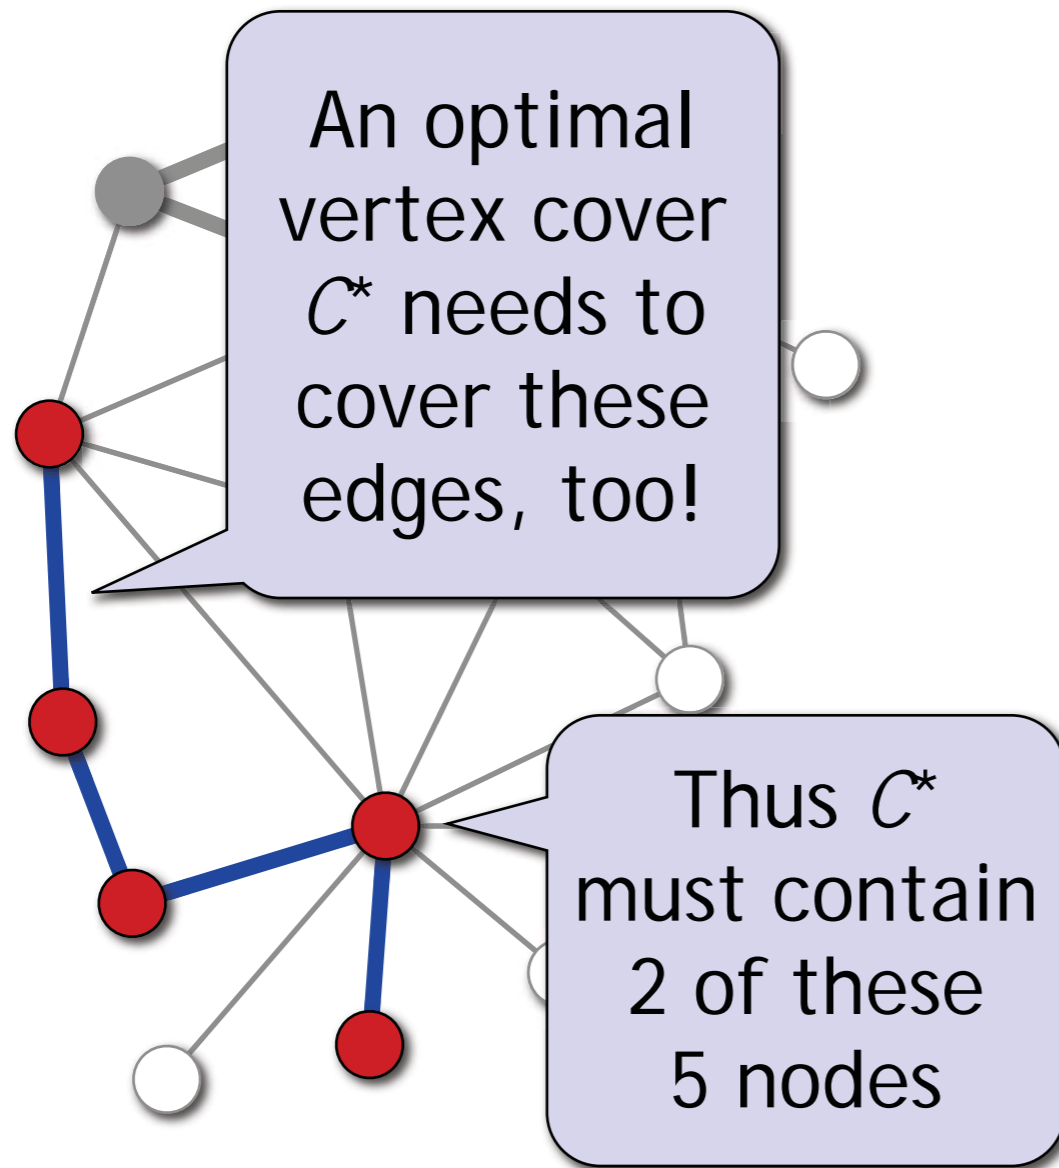 An optimal
vertex cover
C* needs to
cover these
edges, too!
Thus C*
must contain
2 of these
5 nodes